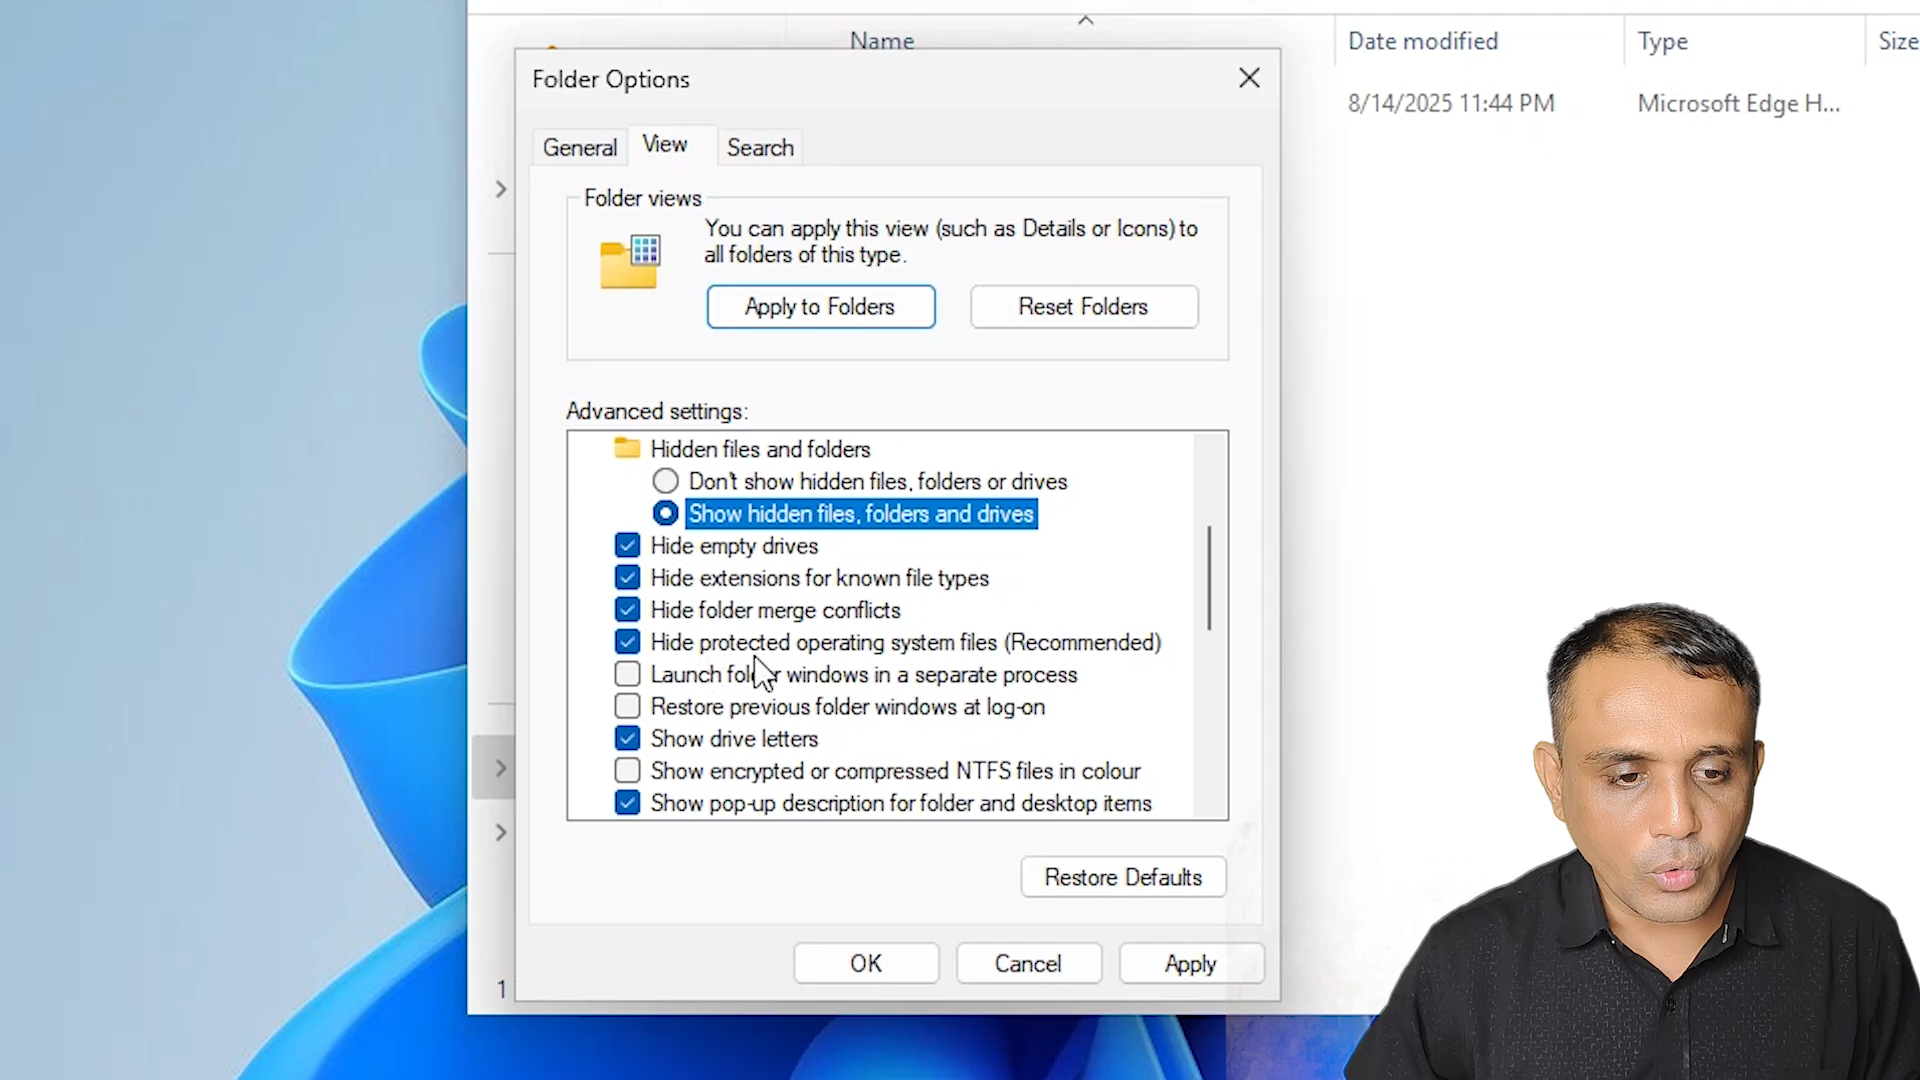 Name
Date modified
Type
Size
Folder Options
8/14/2025 11:44 PM
Microsoft Edge H...
General
View
Search
Folder views
You can apply this view (such as Details or Icons) to
all folders of this type.
Apply to Folders
Reset Folders
Advanced settings:
Hidden files and folders
Don't show hidden files, folders or drives
Show hidden files, folders and drives
Hide empty drives
Hide extensions for known file types
Hide folder merge conflicts
Hide protected operating system files (Recommended)
Launch folder windows in a separate process
Restore previous folder windows at log-on
Show drive letters
Show encrypted or compressed NTFS files in colour
Show pop-up description for folder and desktop items
Restore Defaults
OK
Cancel
Apply
1